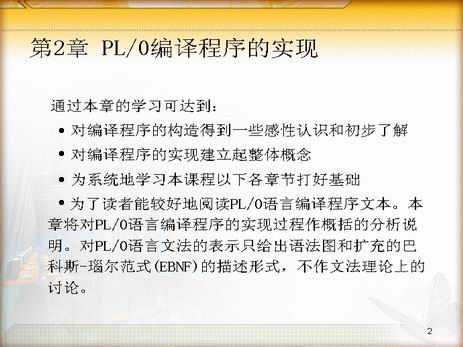 第2章 PL/0编译程序的实现
通过本章的学习可达到:
• 对编译程序的构造得到一些感性认识和初步了解
• 对编译程序的实现建立起整体概念
• 为系统地学习本课程以下各章节打好基础
• 为了读者能较好地阅读PL/0语言编译程序文本。本
章将对PL/0语言编译程序的实现过程作概括的分析说
明。对PL/0语言文法的表示只给出语法图和扩充的巴
科斯-瑙尔范式(EBNF)的描述形式，不作文法理论上的
讨论。
2